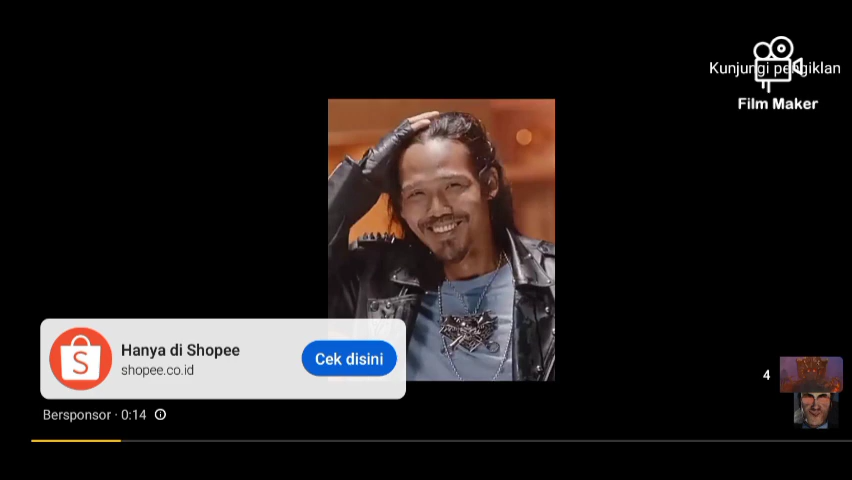 Kunjungi pengiklan
Film Maker
Hanya di Shopee
shopee.co.id
Cek disini
4
Bersponsor · 0:14